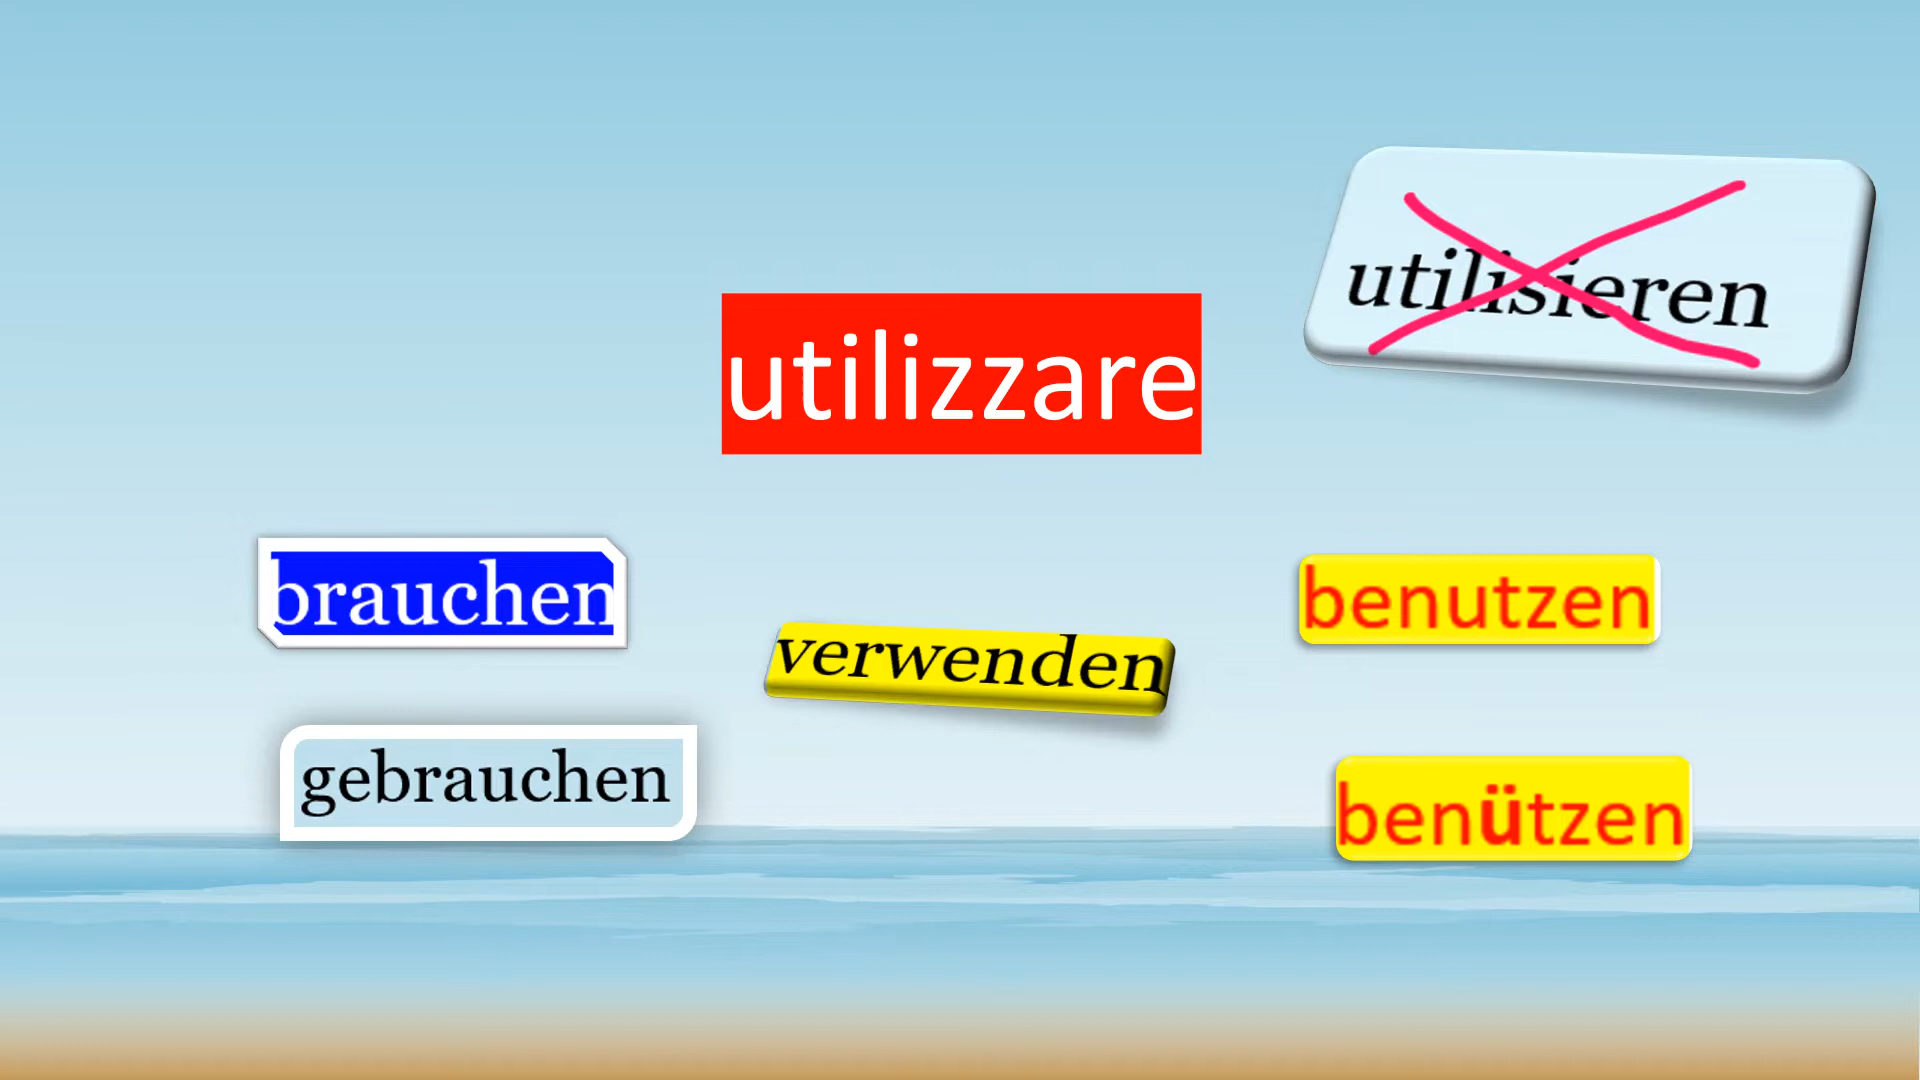 utilisieren
utilizzare
brauchen
benutzen
verwenden
gebrauchen
benützen